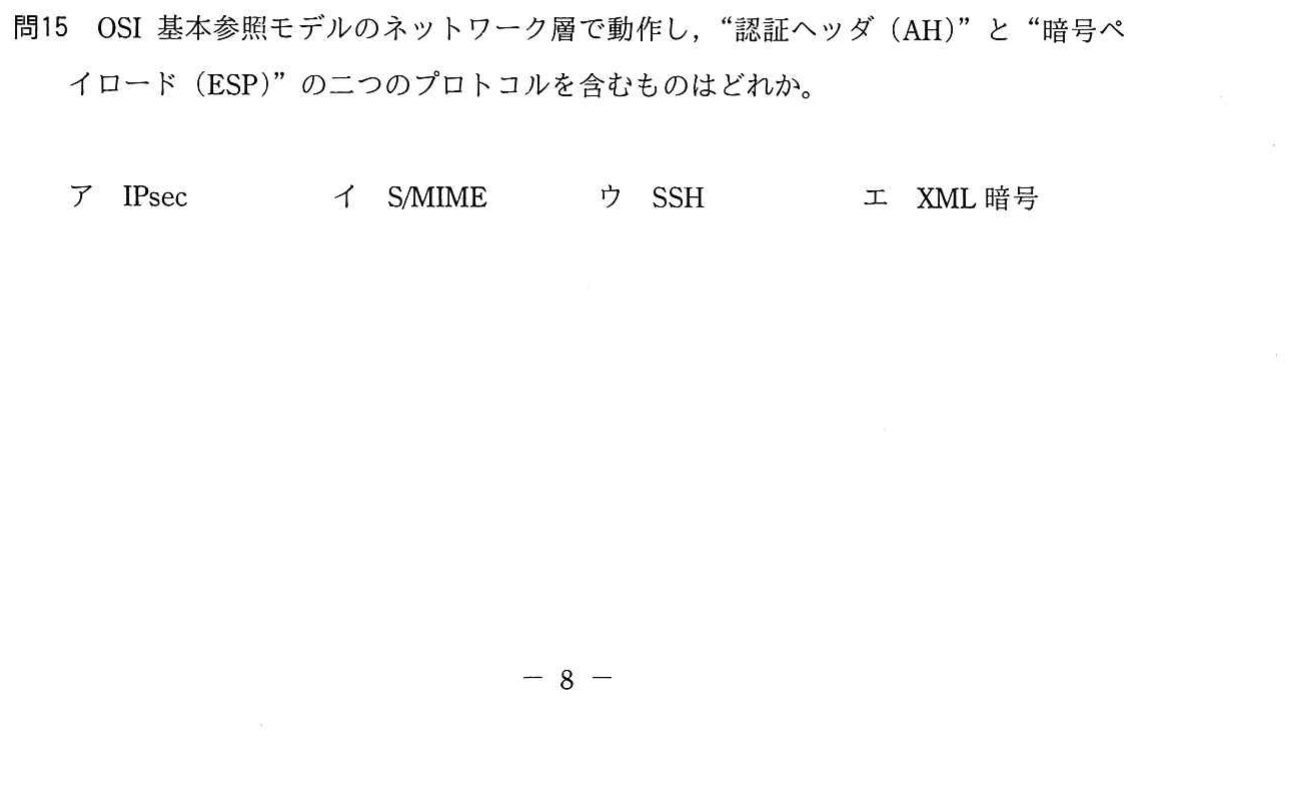 問15 OSI 基本参照モデルのネットワーク層で動作し，“認証ヘッダ（AH）”と“暗号ペ
イロード（ESP）”の二つのプロトコルを含むものはどれか。
ア IPsec イ S/MIME ウ SSH エ XML 暗号
－ 8 －